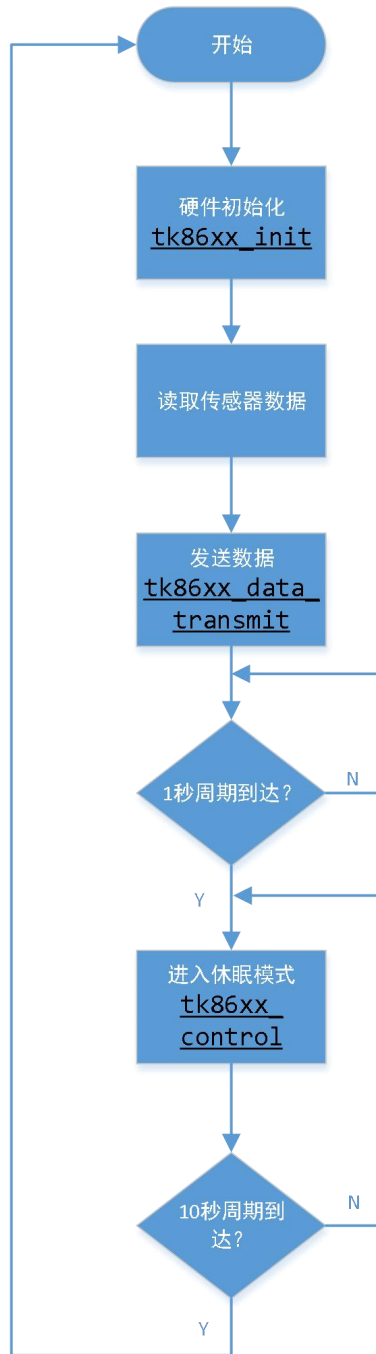 开始
硬件初始化
tk86xx_init
读取传感器数据
发送数据
tk86xx_data_
transmit
1秒周期到达?
N
Y
进入休眠模式
tk86xx_
control
10秒周期到
达?
N
Y